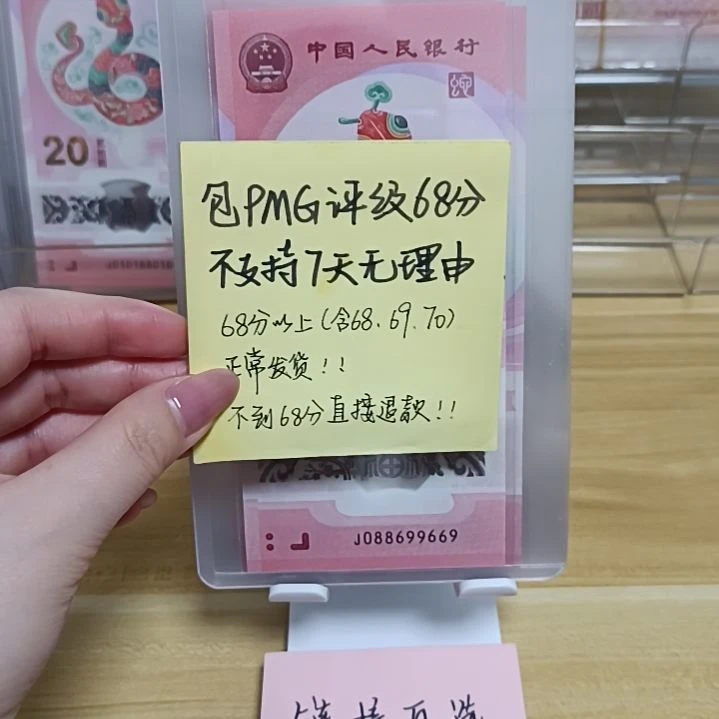 中国人民银行
20
包PMG评级68分
不支持7天无理由
68分以上(含68、69、70)
正常发货！！
不到68分直接退款！！
J088699669